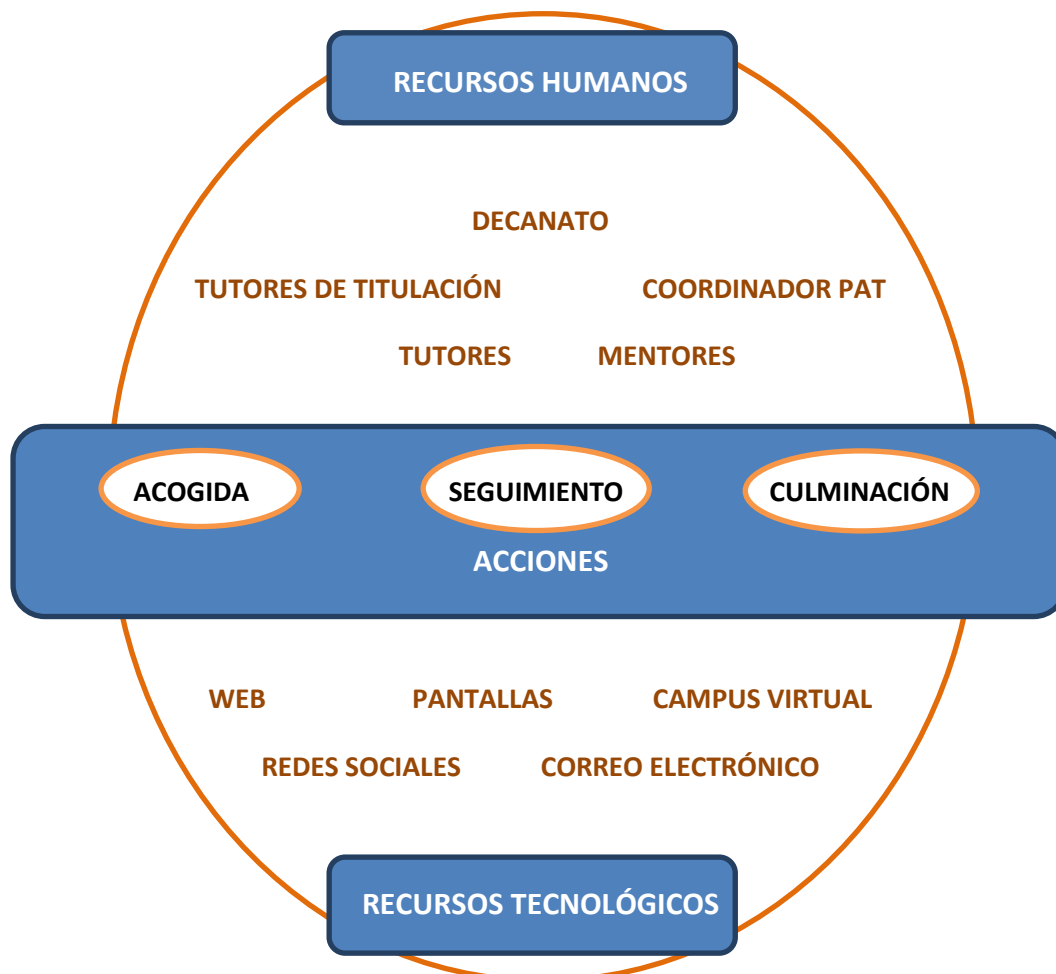 RECURSOS HUMANOS
DECANATO
TUTORES DE TITULACIÓN COORDINADOR PAT
TUTORES MENTORES
ACOGIDA SEGUIMIENTO CULMINACIÓN
ACCIONES
WEB PANTALLAS CAMPUS VIRTUAL
REDES SOCIALES CORREO ELECTRÓNICO
RECURSOS TECNOLÓGICOS